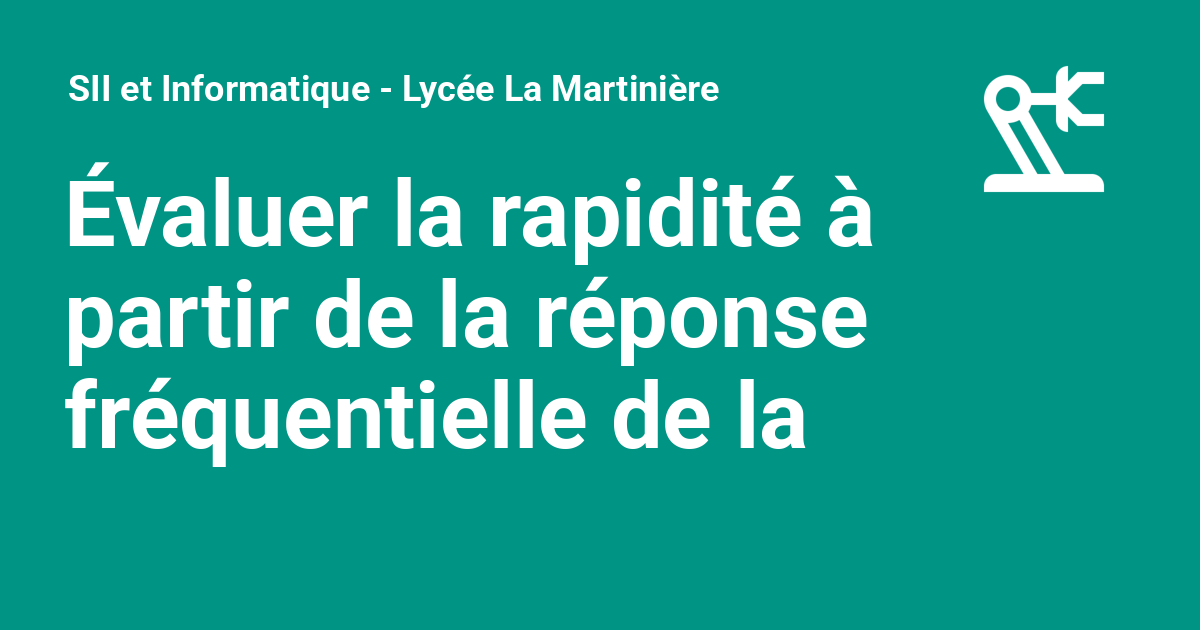 SII et Informatique - Lycée La Martinière
Évaluer la rapidité à
partir de la réponse
fréquentielle de la